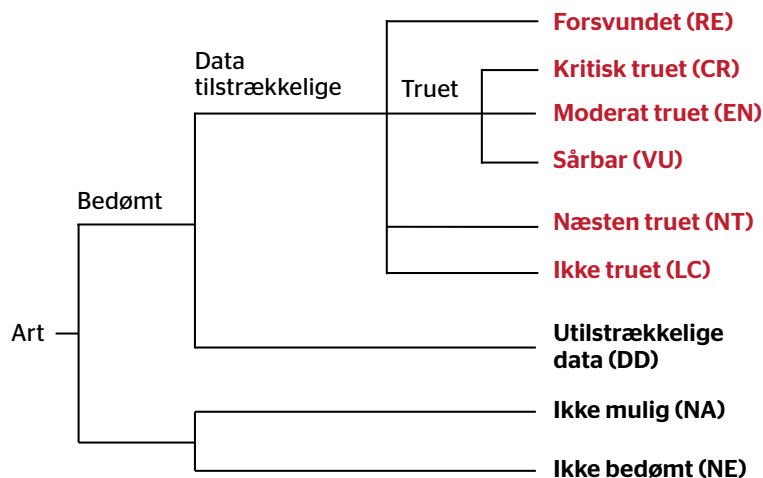 Forsvundet (RE)
Data
tilstrækkelige
Truet
Kritisk truet (CR)
Moderat truet (EN)
Sårbar (VU)
Bedømt
Næsten truet (NT)
Ikke truet (LC)
Art
Utilstrækkelige
data (DD)
Ikke mulig (NA)
Ikke bedømt (NE)